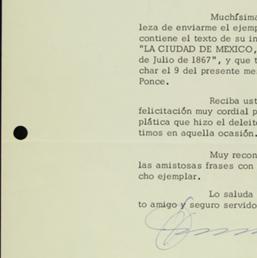 Muchísima
leza de enviarme el ejemp
contiene el texto de su in
"LA CIUDAD DE MEXICO,
de Julio de 1867", y que t
char el 9 del presente me
Ponce.
Reciba ust
felicitación muy cordial p
plática que hizo el deleit
timos en aquella ocasión.
Muy recon
las amistosas frases con
cho ejemplar.
Lo saluda
to amigo y seguro servido